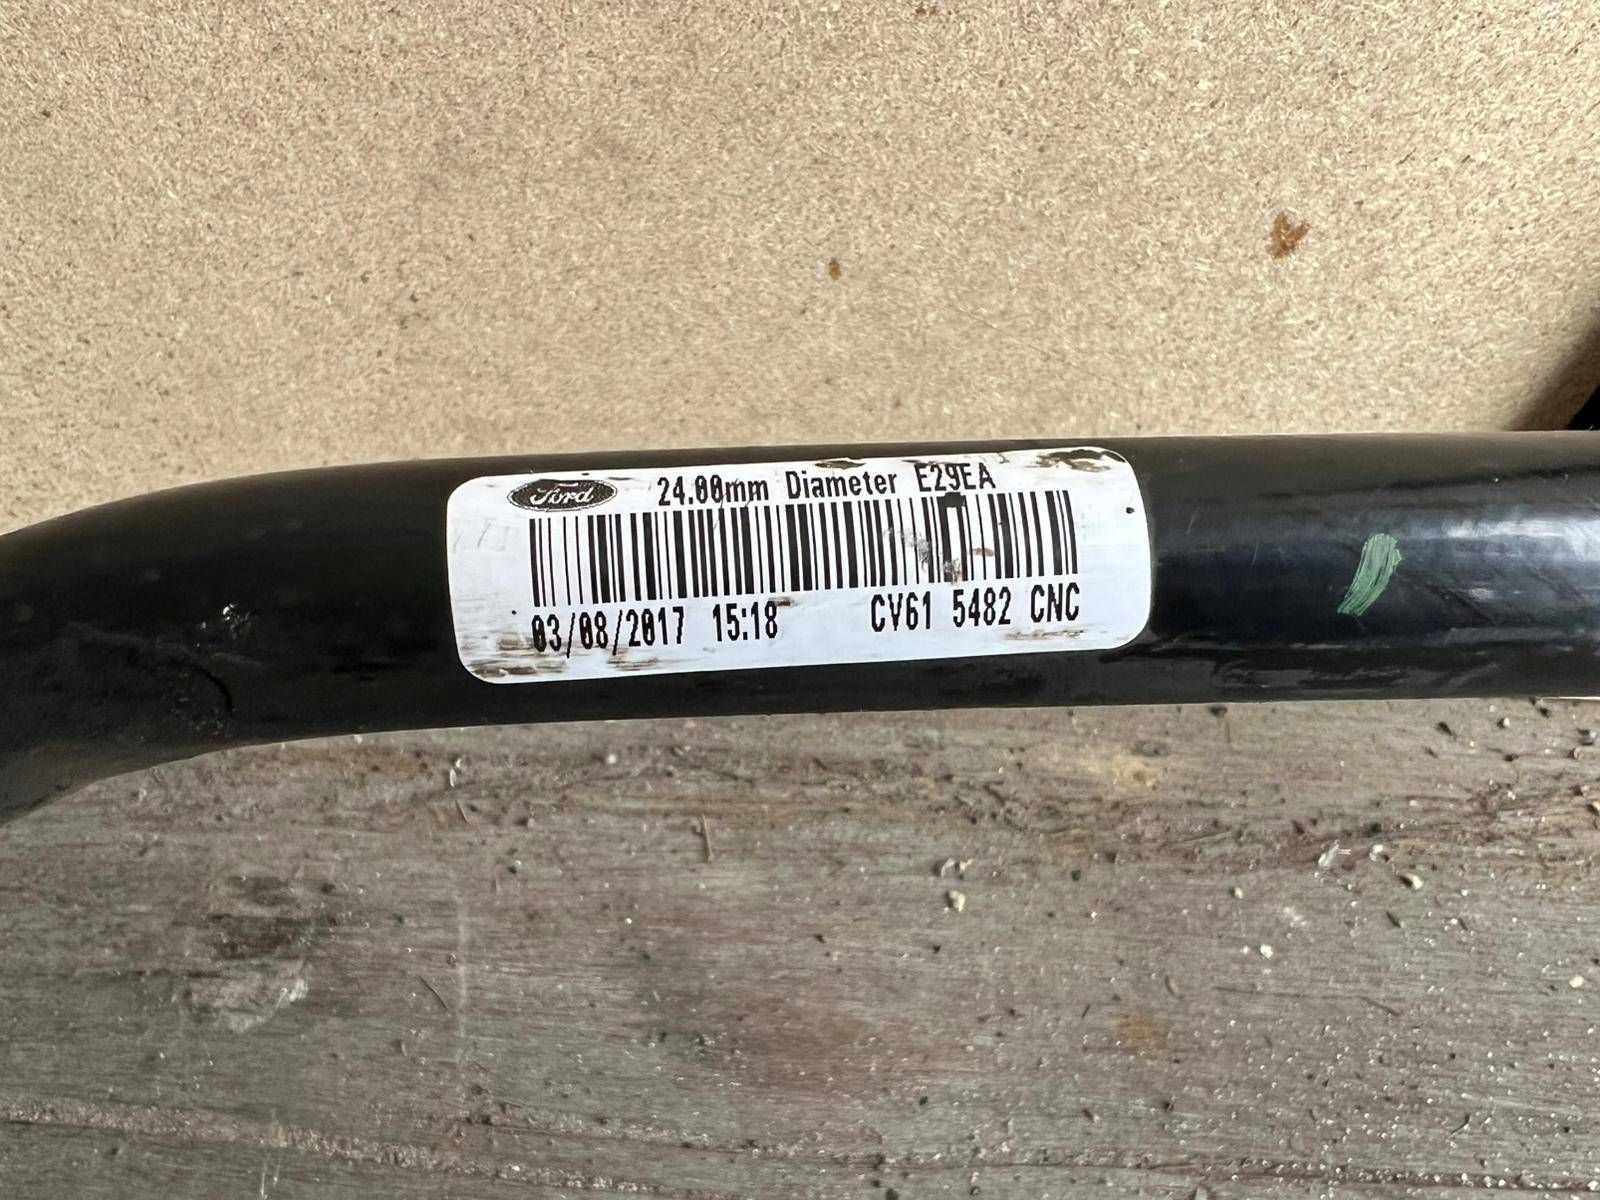 Ford 24.00mm Diameter E29EA
03/08/2017 15:18 CV61 5482 CNC